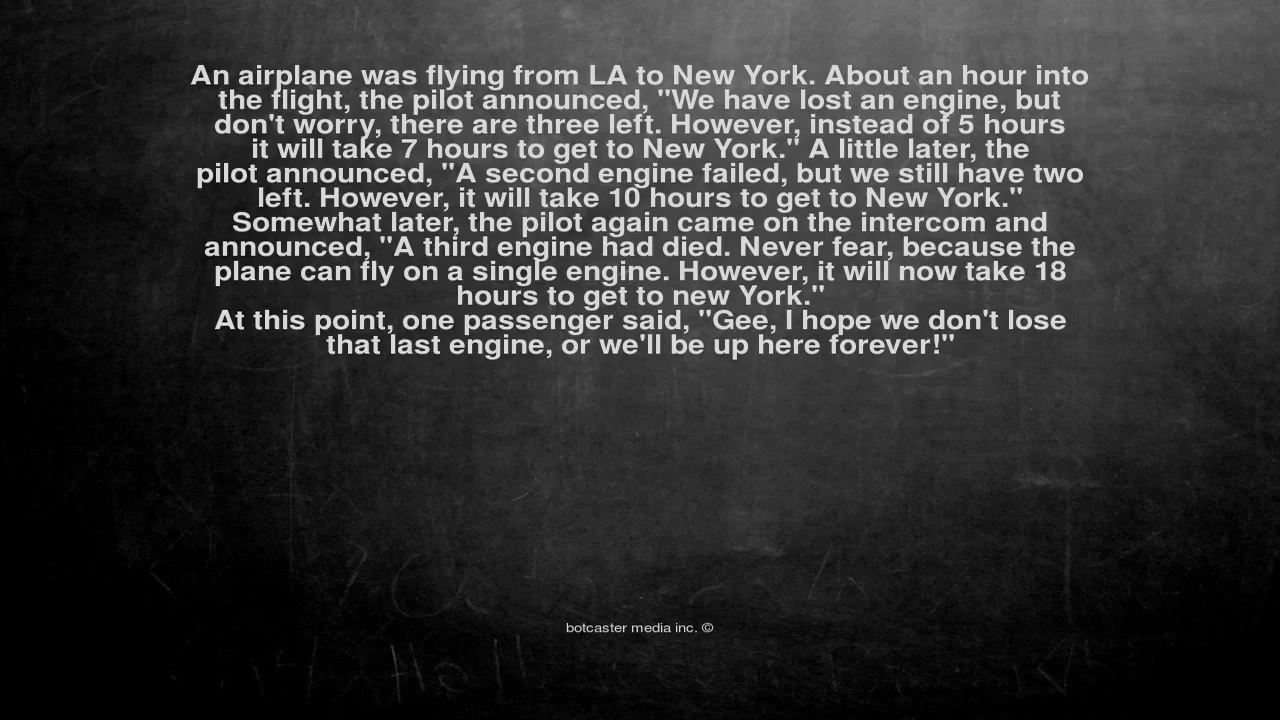 An airplane was flying from LA to New York. About an hour into
the flight, the pilot announced, "We have lost an engine, but
don't worry, there are three left. However, instead of 5 hours
it will take 7 hours to get to New York." A little later, the
pilot announced, "A second engine failed, but we still have two
left. However, it will take 10 hours to get to New York."
Somewhat later, the pilot again came on the intercom and
announced, "A third engine had died. Never fear, because the
plane can fly on a single engine. However, it will now take 18
hours to get to new York."
At this point, one passenger said, "Gee, I hope we don't lose
that last engine, or we'll be up here forever!"
botcaster media inc. ©